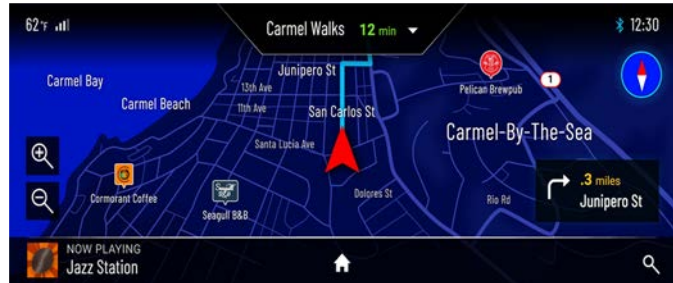 62°F
Carmel Walks 12 min
12:30
Carmel Bay
Junipero St
13th Ave
Pelican Brewpub
1
Carmel Beach
11th Ave
San Carlos St
Carmel-By-The-Sea
Santa Lucia Ave
.3 miles
Cormorant Coffee
Dolores St
Rio Rd
Junipero St
Seagull B&B
NOW PLAYING
Jazz Station